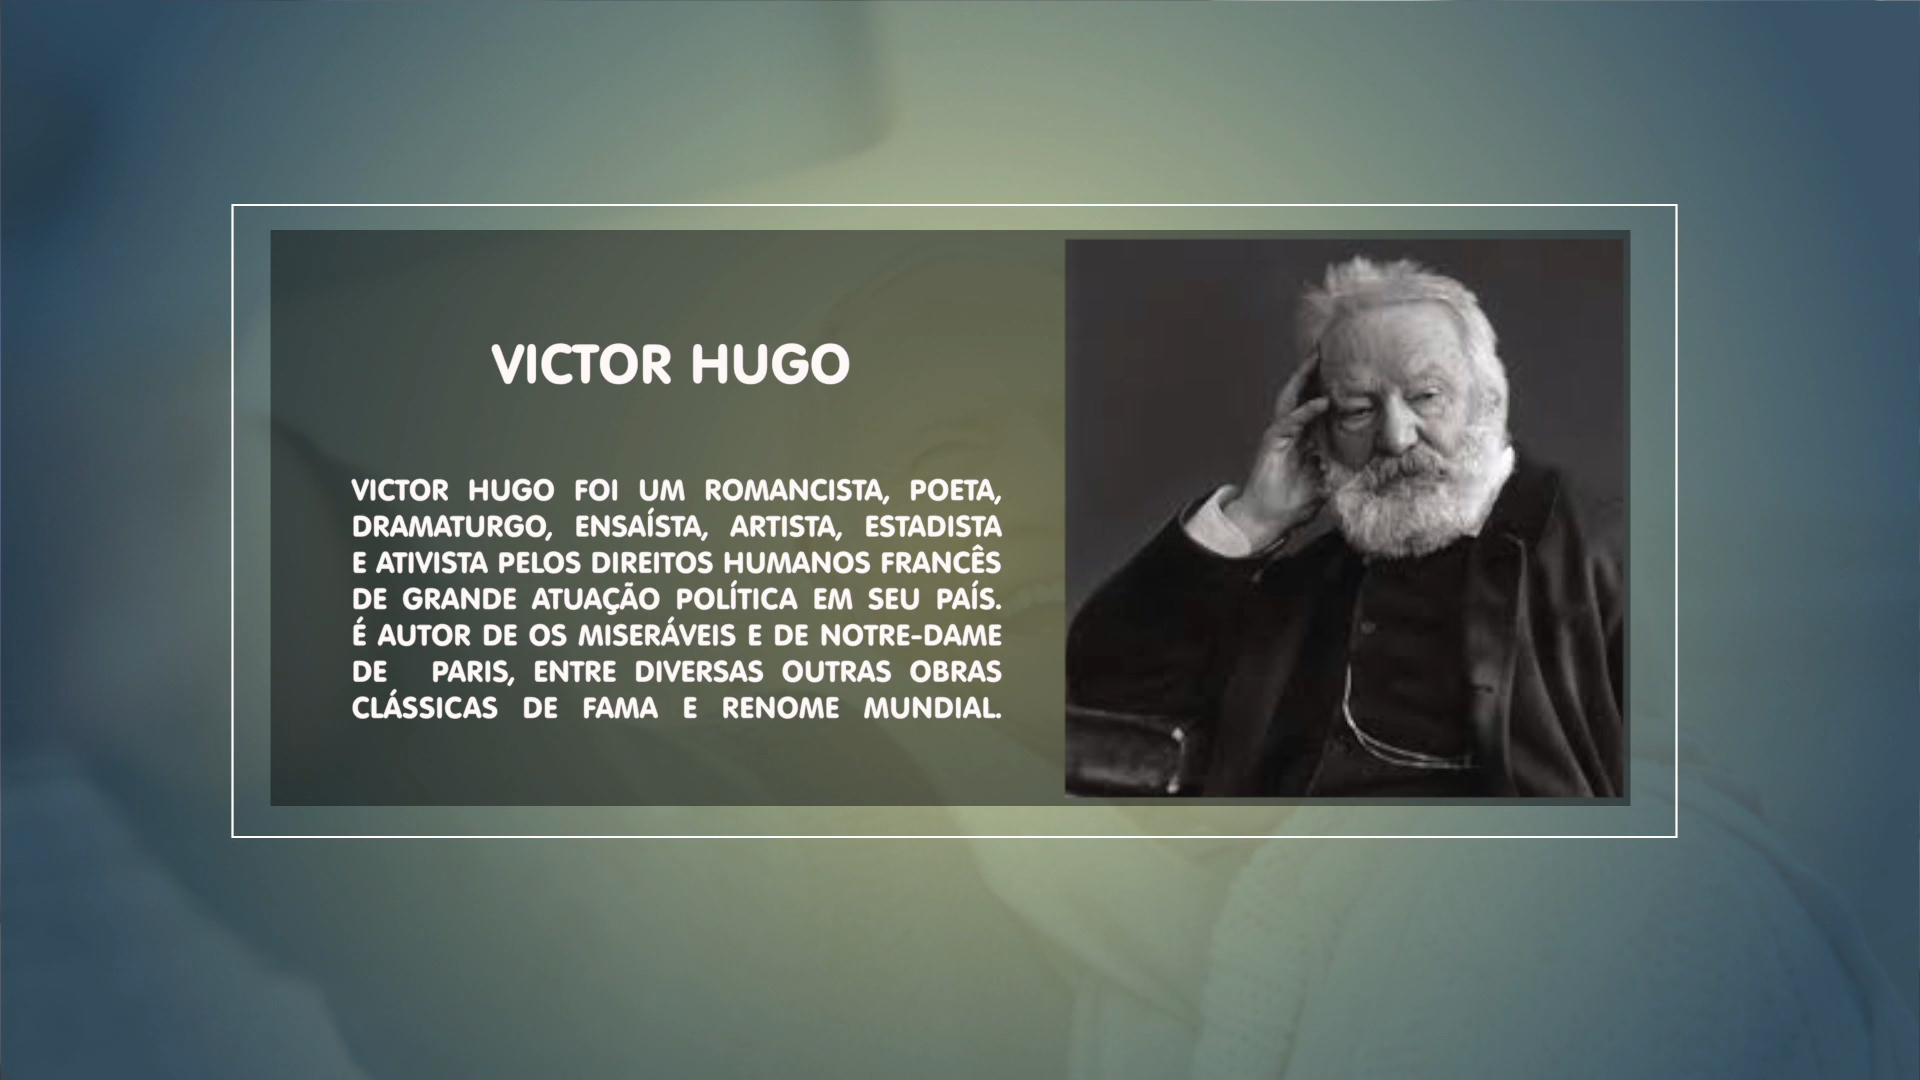 VICTOR HUGO
VICTOR HUGO FOI UM ROMANCISTA, POETA,
DRAMATURGO, ENSAÍSTA, ARTISTA, ESTADISTA
E ATIVISTA PELOS DIREITOS HUMANOS FRANCÊS
DE GRANDE ATUAÇÃO POLÍTICA EM SEU PAÍS.
É AUTOR DE OS MISERÁVEIS E DE NOTRE-DAME
DE PARIS, ENTRE DIVERSAS OUTRAS OBRAS
CLÁSSICAS DE FAMA E RENOME MUNDIAL.